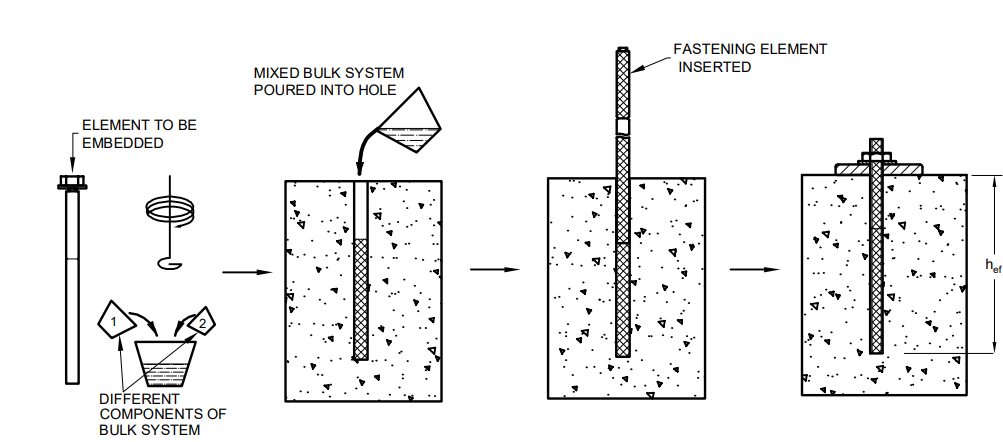 ELEMENT TO BE
EMBEDDED
1
2
DIFFERENT
COMPONENTS OF
BULK SYSTEM
MIXED BULK SYSTEM
POURED INTO HOLE
FASTENING ELEMENT
INSERTED
hef